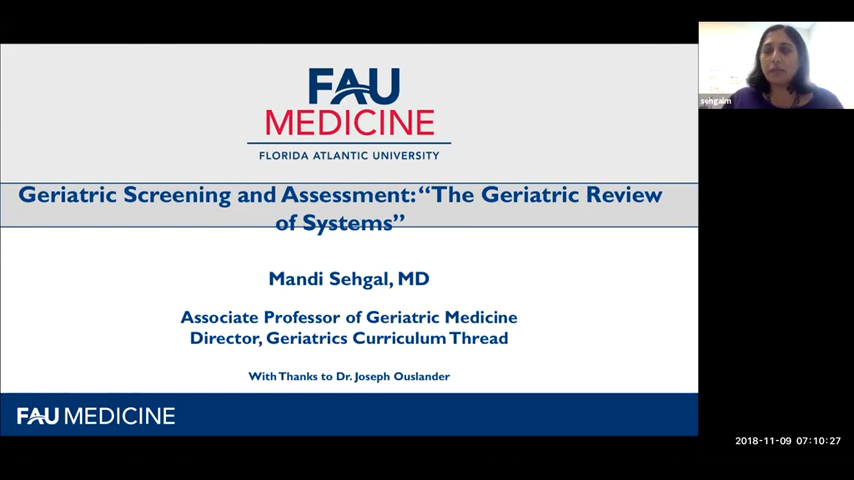 FAU
MEDICINE
FLORIDA ATLANTIC UNIVERSITY
Geriatric Screening and Assessment: “The Geriatric Review
of Systems”
Mandi Sehgal, MD
Associate Professor of Geriatric Medicine
Director, Geriatrics Curriculum Thread
With Thanks to Dr. Joseph Ouslander
FAU MEDICINE
sehgalm
2018-11-09 07:10:27